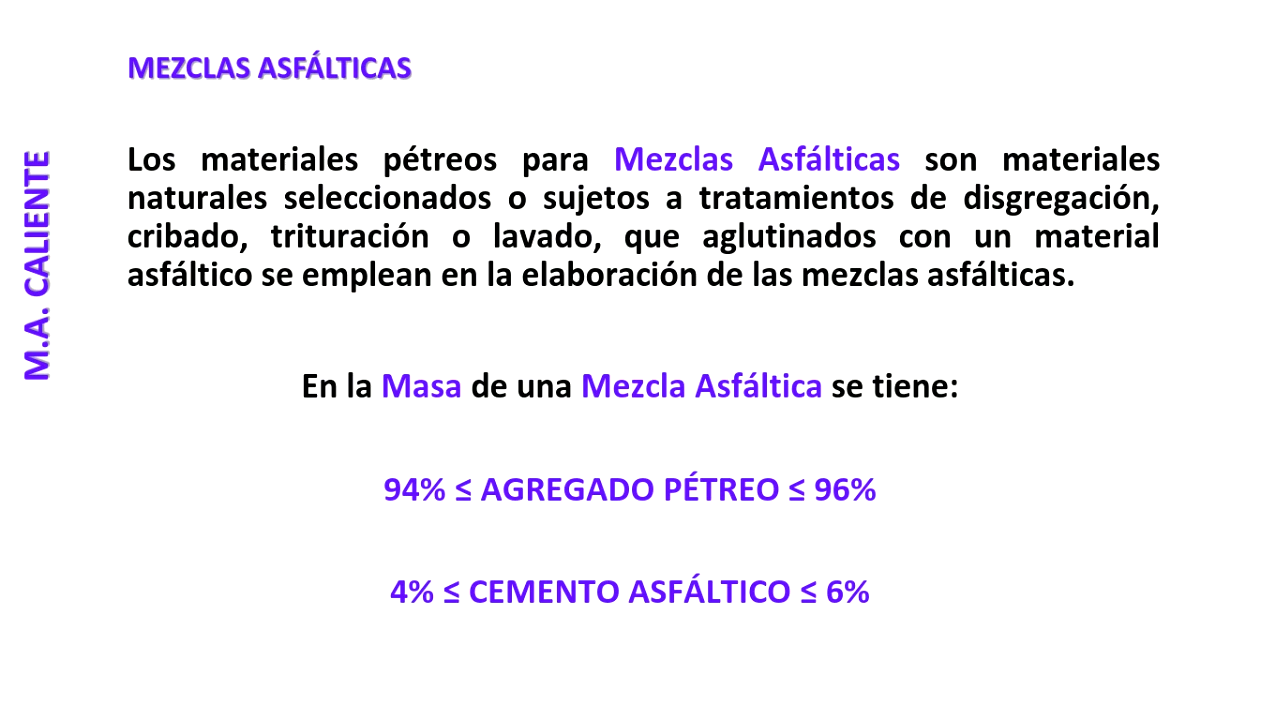 MEZCLAS ASFÁLTICAS
M.A. CALIENTE
Los materiales pétreos para Mezclas Asfálticas son materiales
naturales seleccionados o sujetos a tratamientos de disgregación,
cribado, trituración o lavado, que aglutinados con un material
asfáltico se emplean en la elaboración de las mezclas asfálticas.
En la Masa de una Mezcla Asfáltica se tiene:
94% ≤ AGREGADO PÉTREO ≤ 96%
4% ≤ CEMENTO ASFÁLTICO ≤ 6%